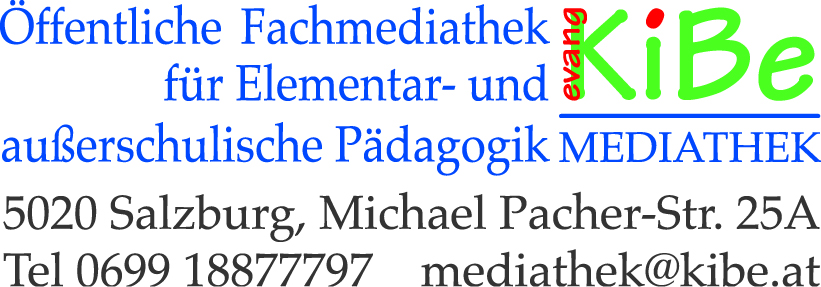 Öffentliche Fachmediathek
für Elementar- und
außerschulische Pädagogik
evang
KiBe
MEDIATHEK
5020 Salzburg, Michael Pacher-Str. 25A
Tel 0699 18877797 mediathek@kibe.at